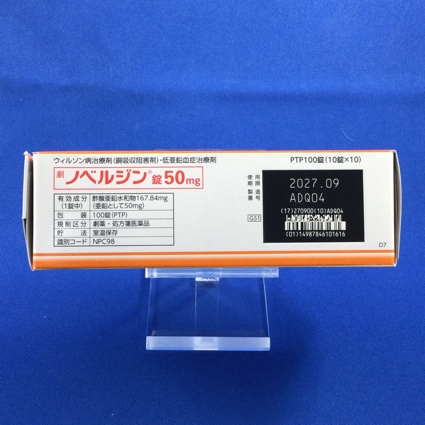 ウィルソン病治療剤(銅吸収阻害剤)・低亜鉛血症治療剤
PTP100錠(10錠×10)
劇 ノベルジン®錠50mg
有効成分(1錠中) 酢酸亜鉛水和物167.84mg(亜鉛として50mg)
包装 100錠(PTP)
規制区分 劇薬・処方箋医薬品
貯法 室温保存
識別コード NPC98
使用期限 2027.09
製造番号 ADQ04
(17)270900(10)ADQ04
GS1
(01)14987846101616
D7